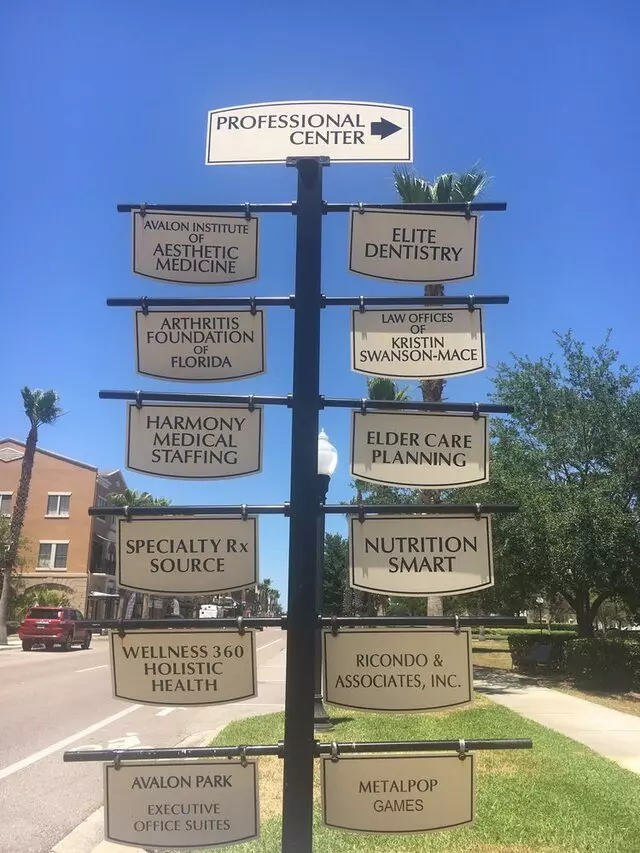 PROFESSIONAL
CENTER
AVALON INSTITUTE
OF
AESTHETIC
MEDICINE
ELITE
DENTISTRY
ARTHRITIS
FOUNDATION
OF
FLORIDA
LAW OFFICES
OF
KRISTIN
SWANSON-MACE
HARMONY
MEDICAL
STAFFING
ELDER CARE
PLANNING
SPECIALTY Rx
SOURCE
NUTRITION
SMART
WELLNESS 360
HOLISTIC
HEALTH
RICONDO &
ASSOCIATES, INC.
AVALON PARK
EXECUTIVE
OFFICE SUITES
METALPOP
GAMES